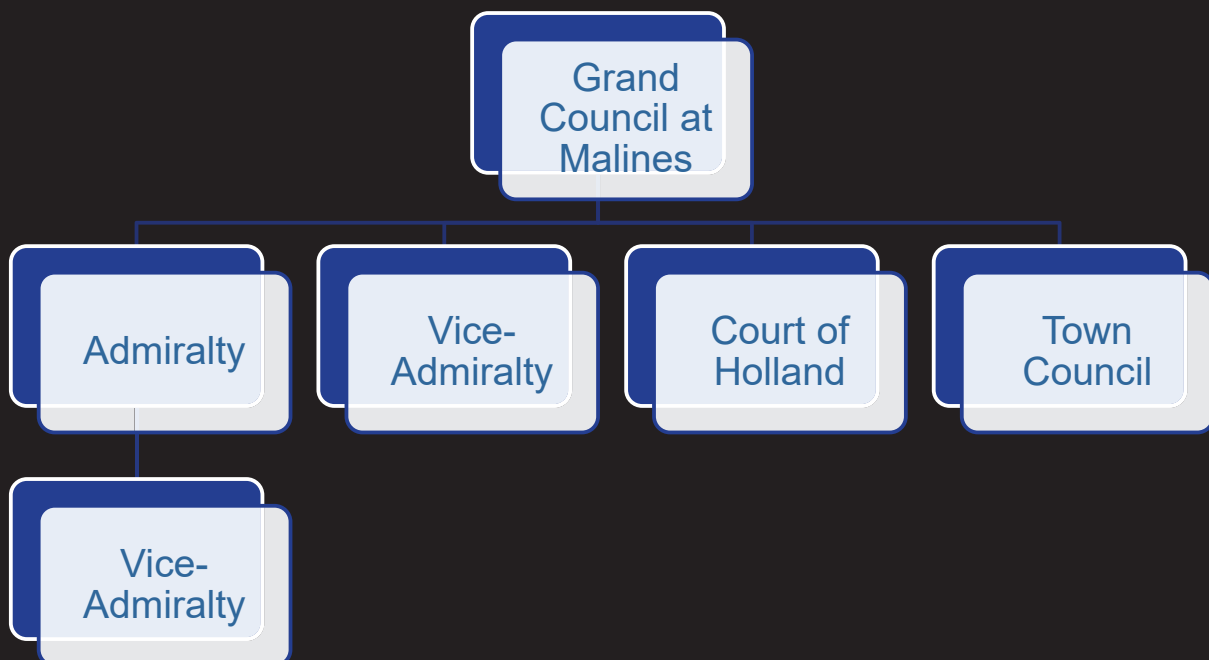 Grand
Council at
Malines
Admiralty
Vice-
Admiralty
Court of
Holland
Town
Council
Vice-
Admiralty